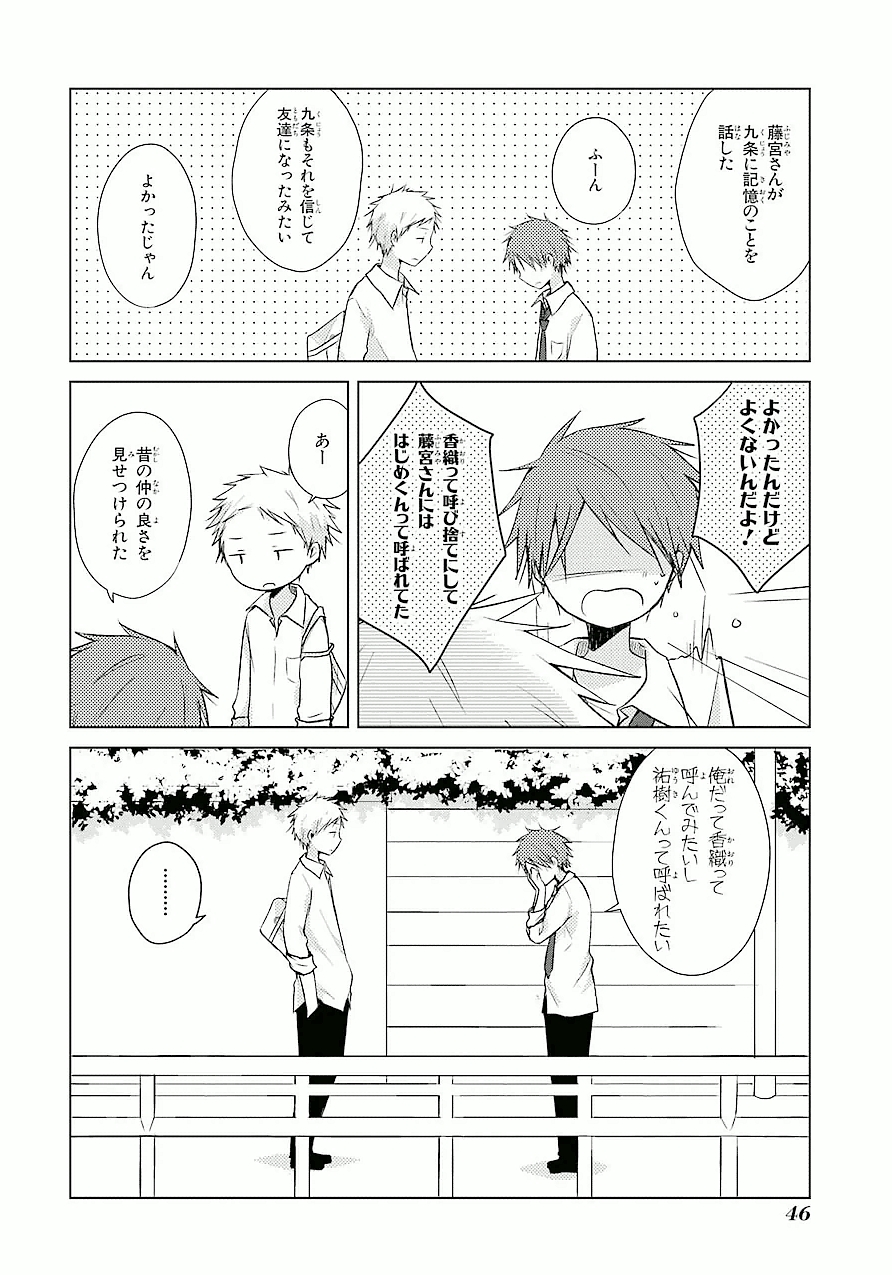 藤宮さんが
九条に記憶のことを
話した
ふーん
九条もそれを信じて
友達になったみたい
よかったじゃん
よかったんだけど
よくないんだよ！
香織って呼び捨てにして
藤宮さんには
はじめくんって呼ばれてた
あー
昔の仲の良さを
見せつけられた
俺だって香織って
呼んでみたいし
祐樹くんって呼ばれたい
………
46